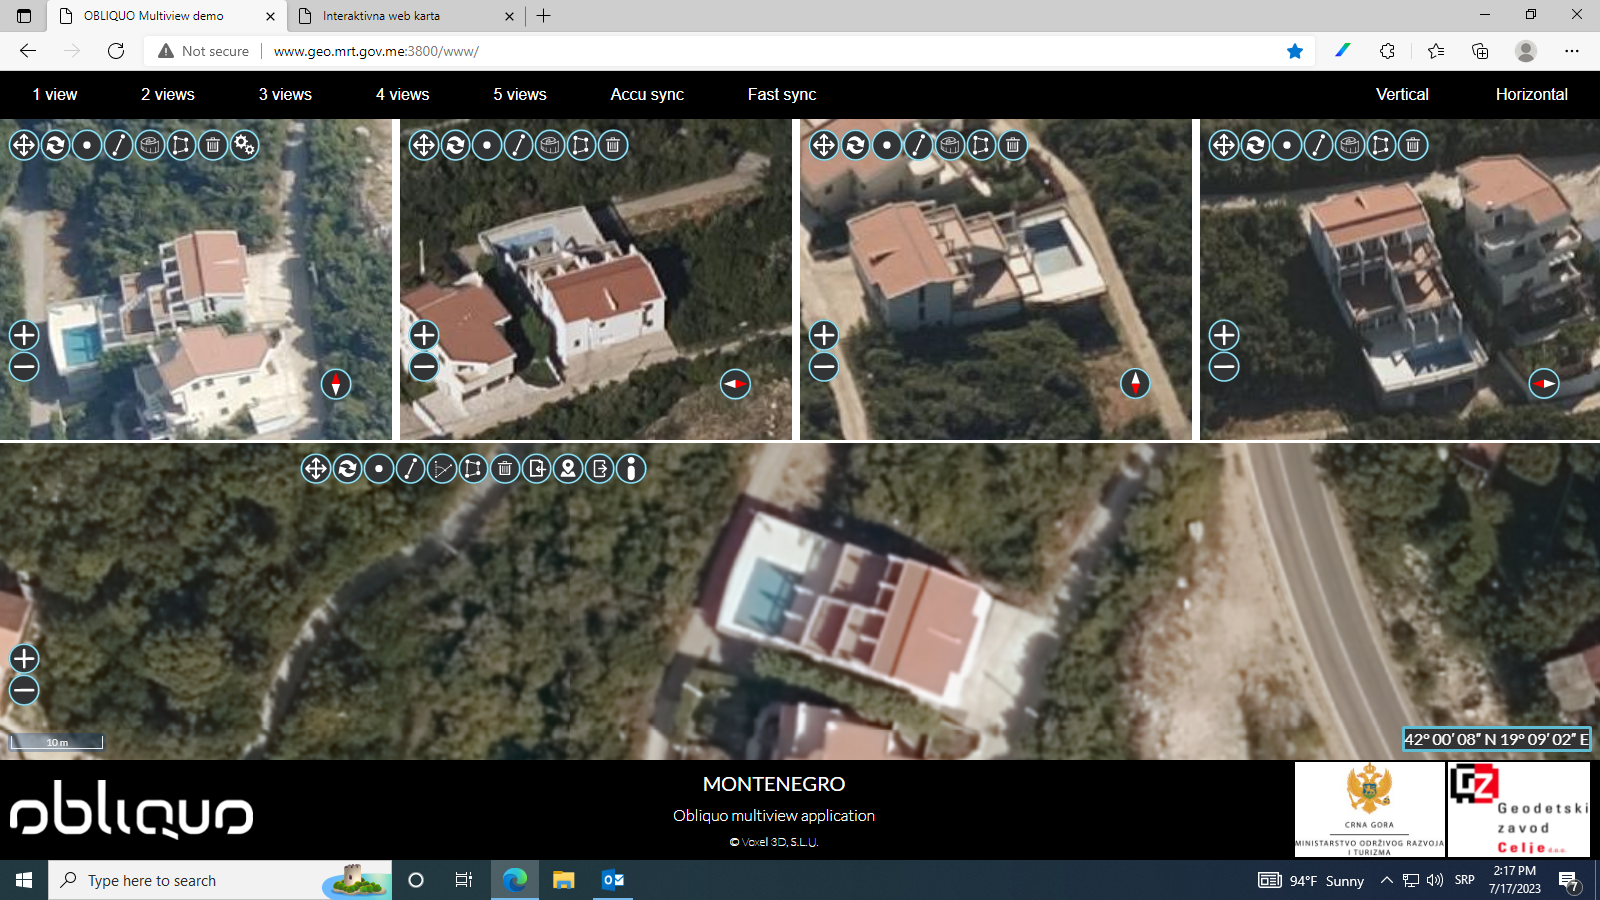 OBLIQUO Multiview demo
Interaktivna web karta
Not secure
www.geo.mrt.gov.me:3800/www/
1 view
2 views
3 views
4 views
5 views
Accu sync
Fast sync
Vertical
Horizontal
10 m
42° 00′ 08″ N 19° 09′ 02″ E
obliquo
MONTENEGRO
Obliquo multiview application
© Voxel 3D, S.L.U.
CRNA GORA
MINISTARSTVO ODRŽIVOG RAZVOJA
I TURIZMA
GZ
Geodetski
zavod
Celje d.o.o.
Type here to search
94°F Sunny
SRP
2:17 PM
7/17/2023
7